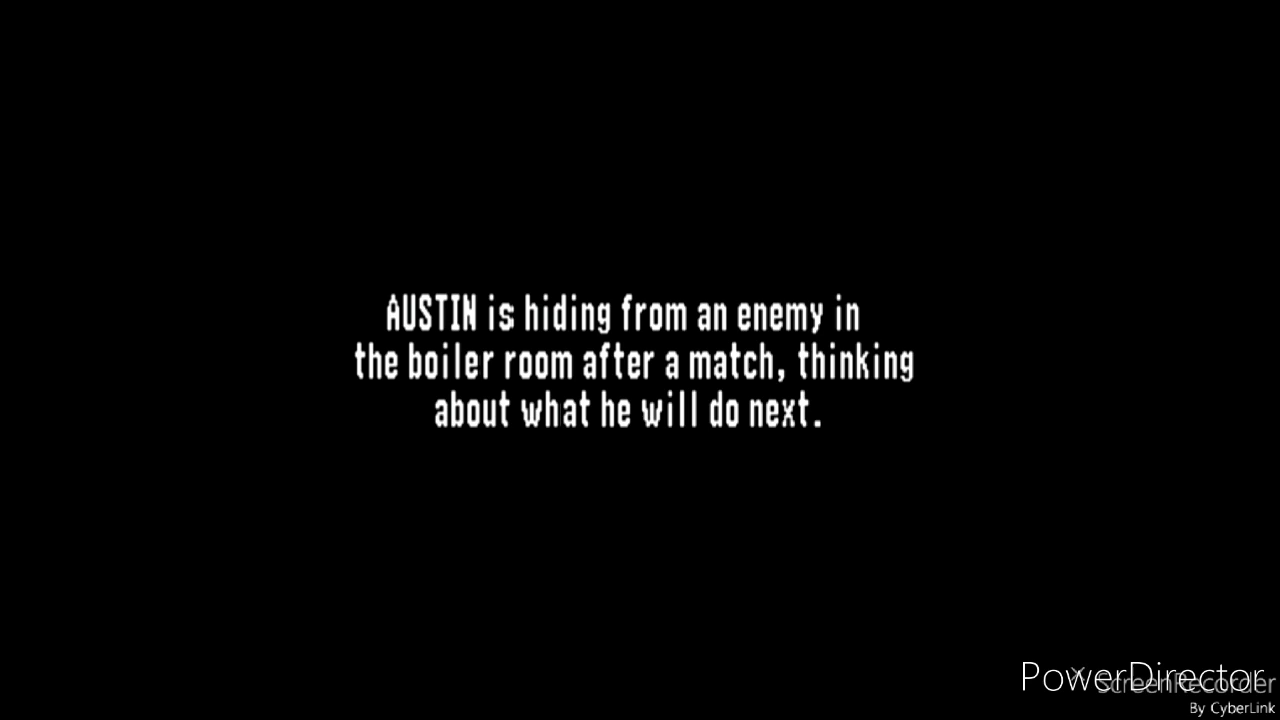 AUSTIN is hiding from an enemy in
the boiler room after a match, thinking
about what he will do next.
PowerDirector
ScreenRecorder
By CyberLink